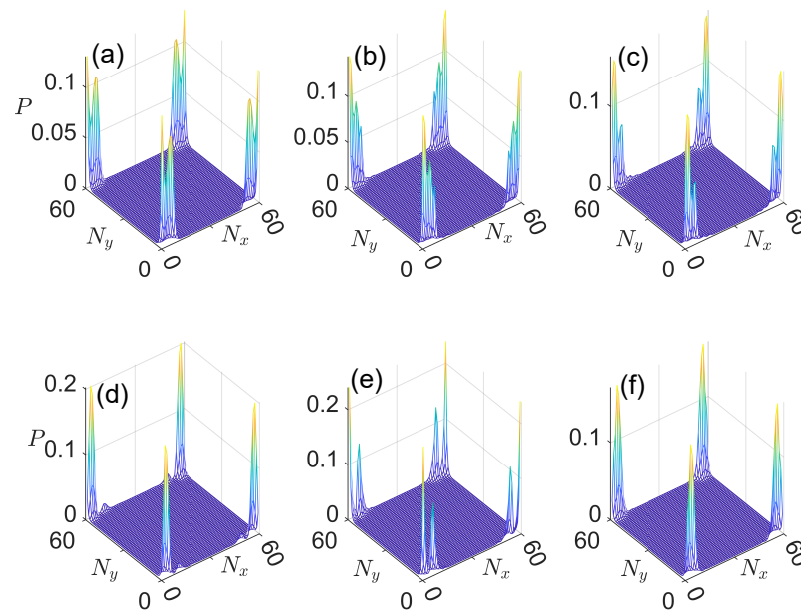 (a) (b) (c)
0.1 0.1 0.1
P
0.05 0.05
0 0 0
60 60 60
N_y N_x 60 N_y N_x 60 N_y N_x 60
0 0 0 0 0 0
(d) (e) (f)
0.2 0.2
P 0.1 0.1 0.1
0 0 0
60 60 60
N_y N_x 60 N_y N_x 60 N_y N_x 60
0 0 0 0 0 0